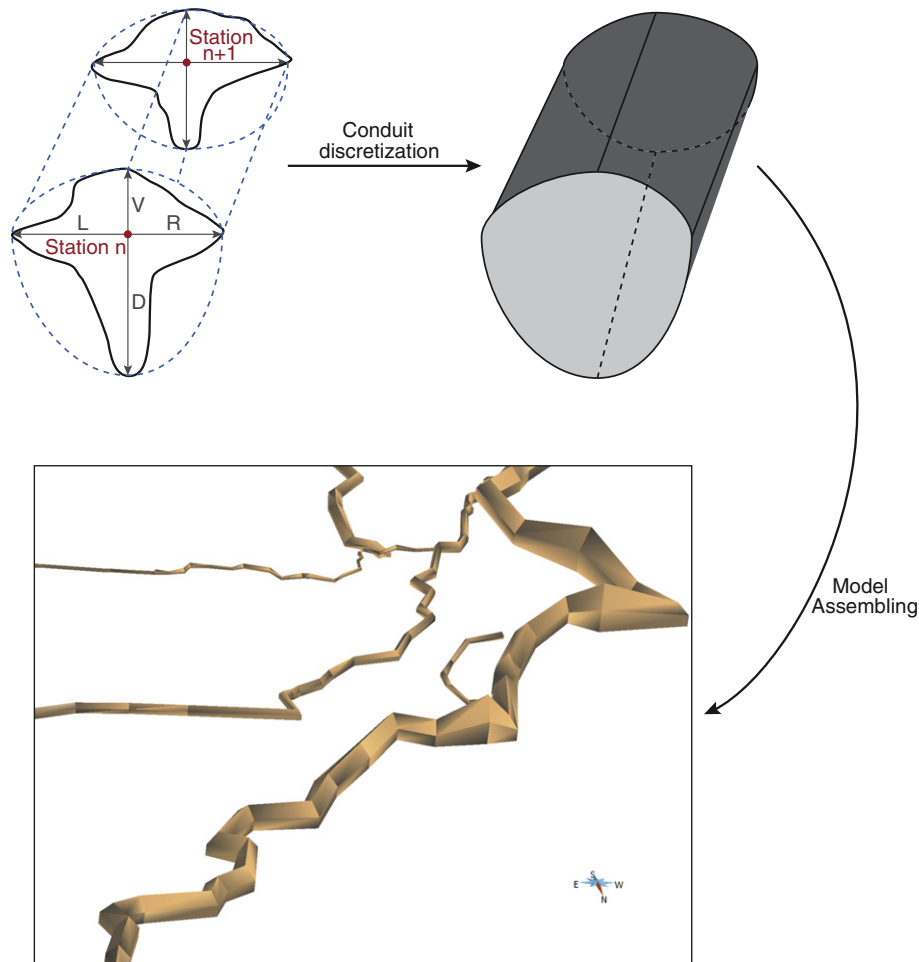 Station
n+1
Conduit
discretization
V
L
R
Station n
D
Model
Assembling
S
E
W
N